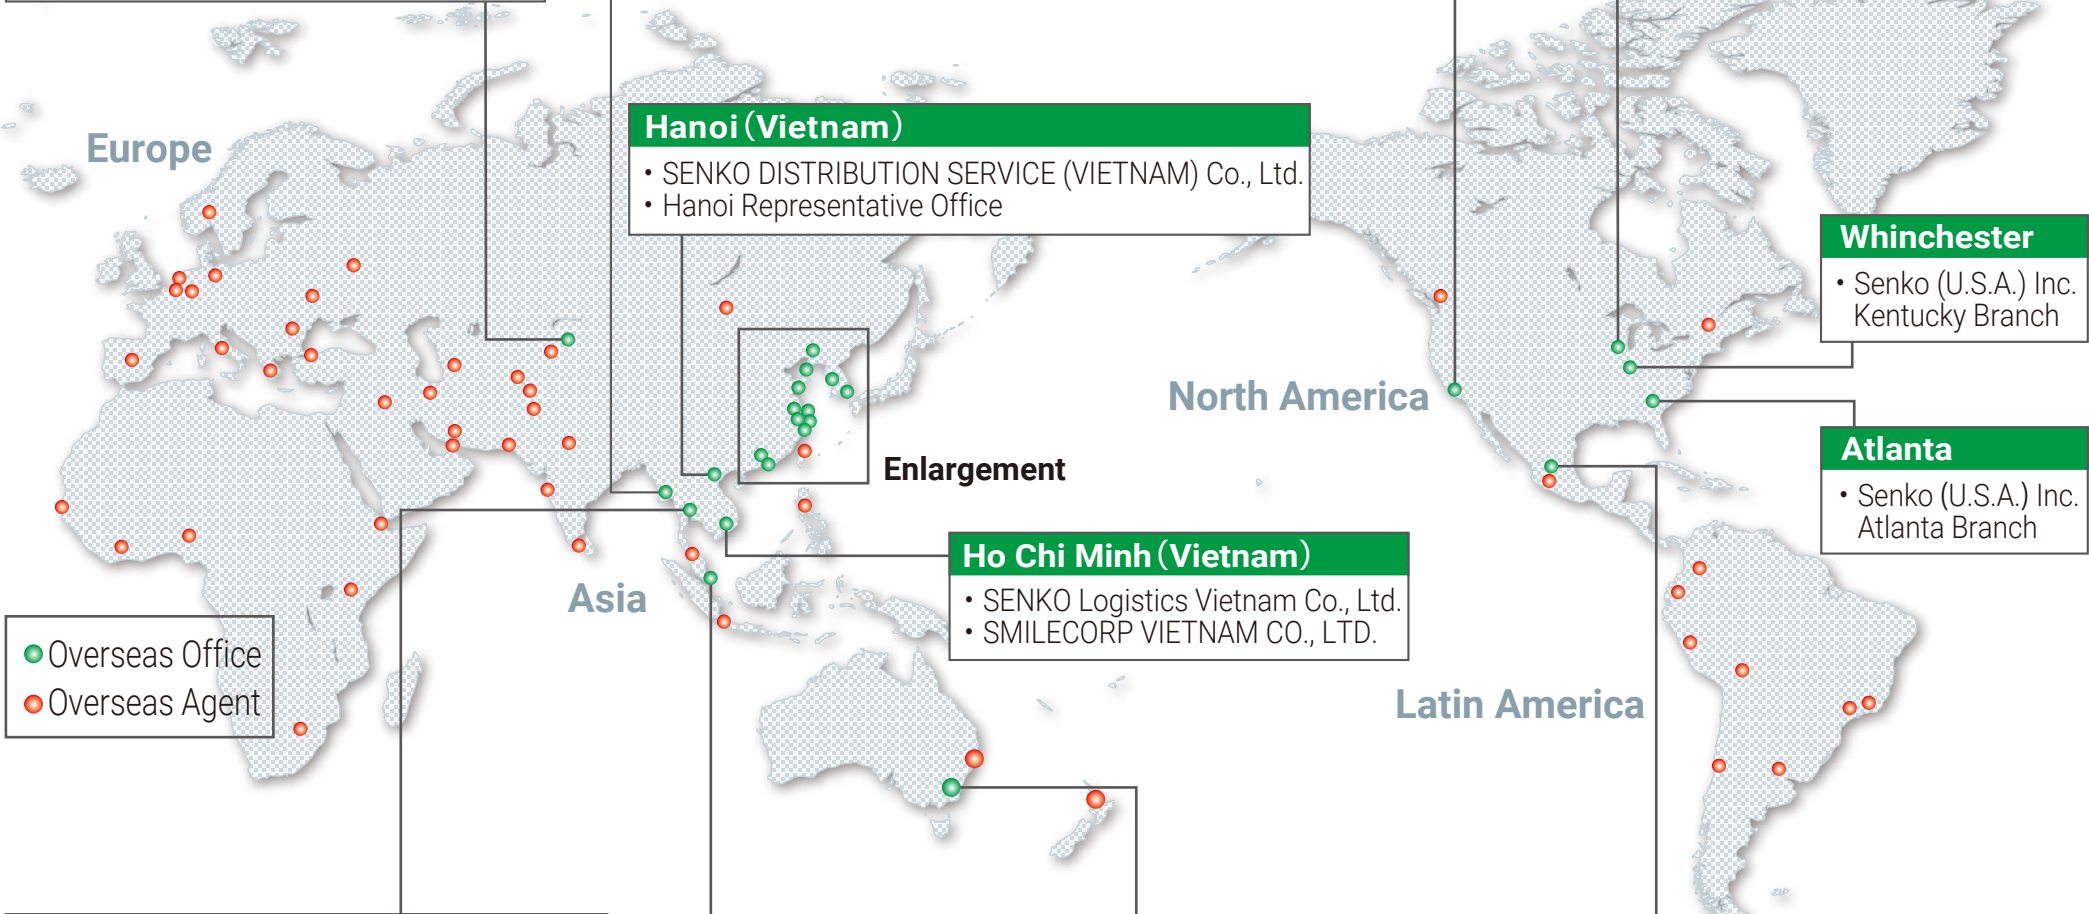 Europe
Hanoi（Vietnam）
・SENKO DISTRIBUTION SERVICE (VIETNAM) Co., Ltd.
・Hanoi Representative Office
Whinchester
・Senko (U.S.A.) Inc.
Kentucky Branch
North America
Enlargement
Atlanta
・Senko (U.S.A.) Inc.
Atlanta Branch
Ho Chi Minh（Vietnam）
・SENKO Logistics Vietnam Co., Ltd.
・SMILECORP VIETNAM CO., LTD.
Asia
Overseas Office
Overseas Agent
Latin America